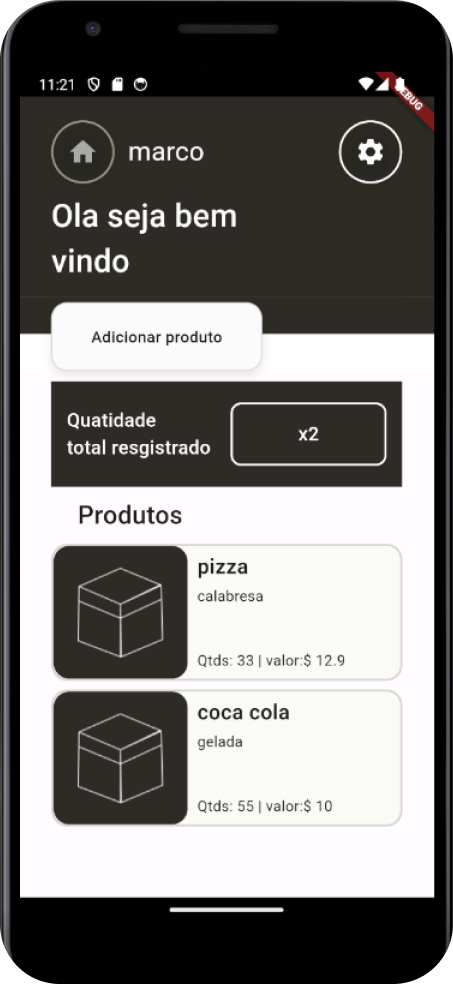 11:21
DEBUG
marco
Ola seja bem
vindo
Adicionar produto
Quatidade
total resgistrado
x2
Produtos
pizza
calabresa
Qtds: 33 | valor:$ 12.9
coca cola
gelada
Qtds: 55 | valor:$ 10